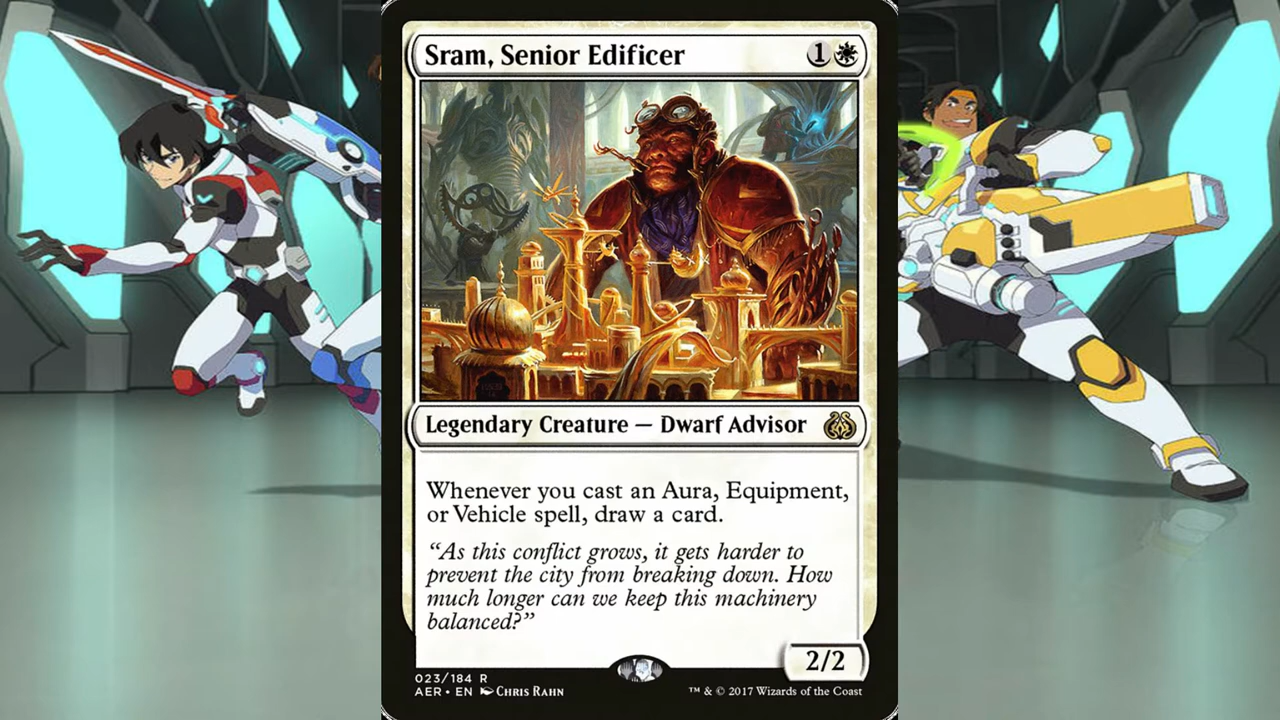 Sram, Senior Edificer 1
Legendary Creature — Dwarf Advisor
Whenever you cast an Aura, Equipment,
or Vehicle spell, draw a card.
“As this conflict grows, it gets harder to
prevent the city from breaking down. How
much longer can we keep this machinery
balanced?”
2/2
023/184 R
AER • EN Chris Rahn
™ & © 2017 Wizards of the Coast